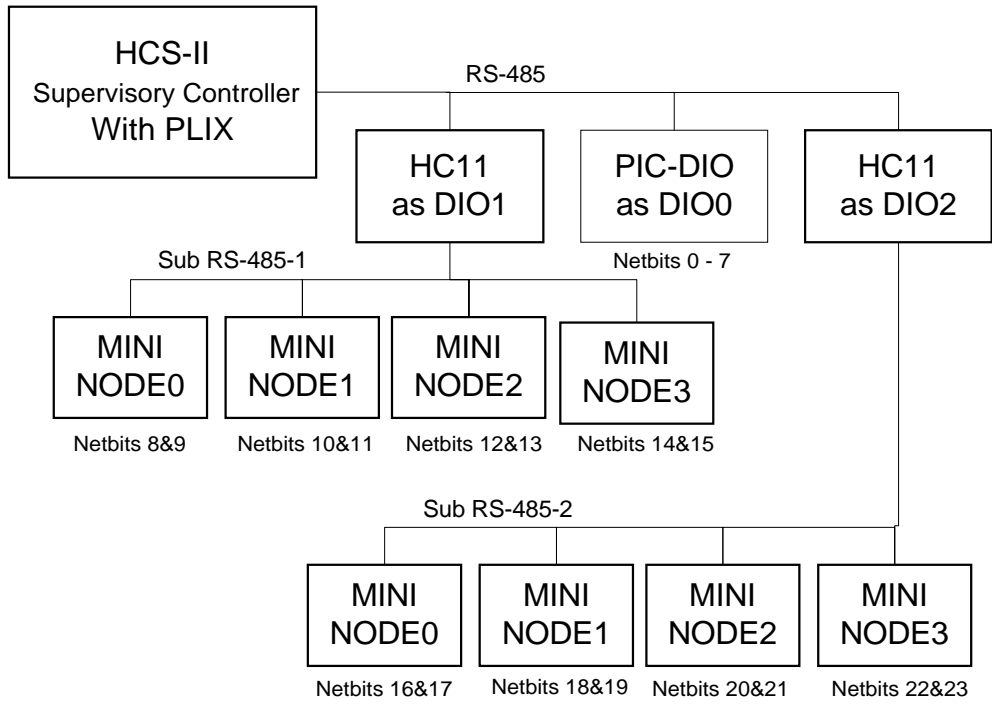 HCS-II
Supervisory Controller
With PLIX
RS-485
HC11
as DIO1
PIC-DIO
as DIO0
HC11
as DIO2
Netbits 0 - 7
Sub RS-485-1
MINI
NODE0
MINI
NODE1
MINI
NODE2
MINI
NODE3
Netbits 8&9
Netbits 10&11
Netbits 12&13
Netbits 14&15
Sub RS-485-2
MINI
NODE0
MINI
NODE1
MINI
NODE2
MINI
NODE3
Netbits 16&17
Netbits 18&19
Netbits 20&21
Netbits 22&23